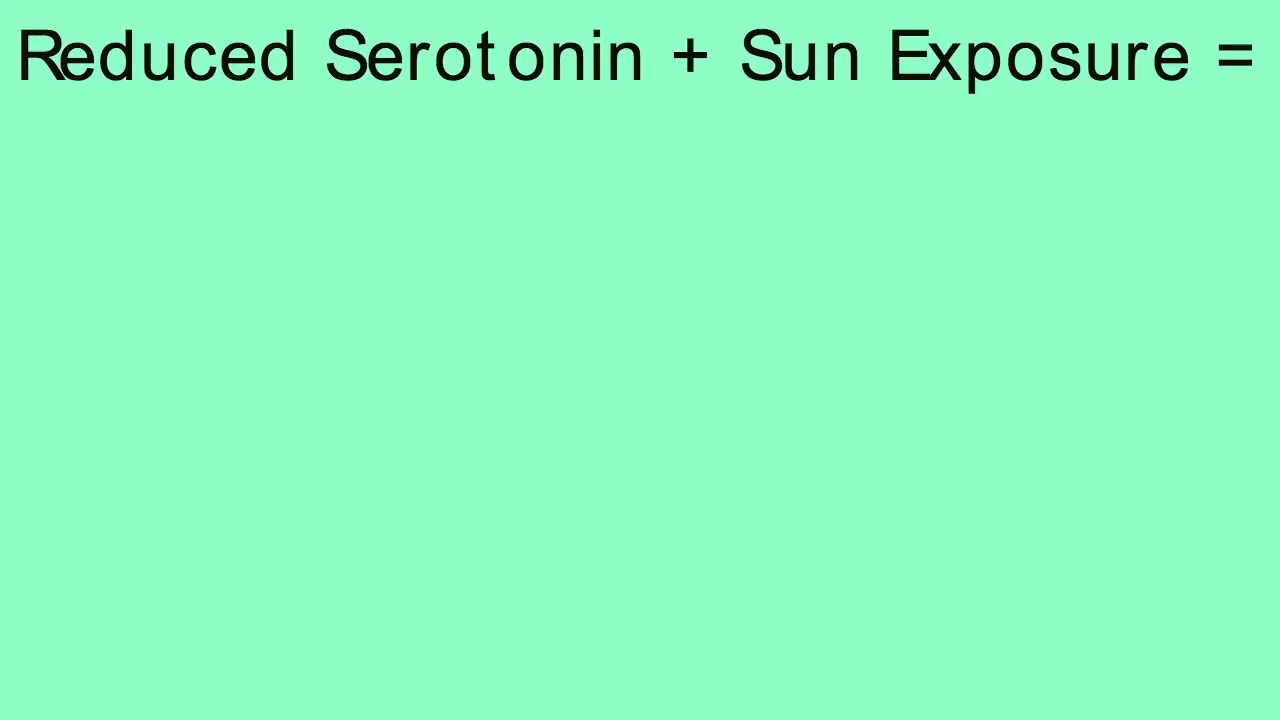 Reduced Serotonin + Sun Exposure =